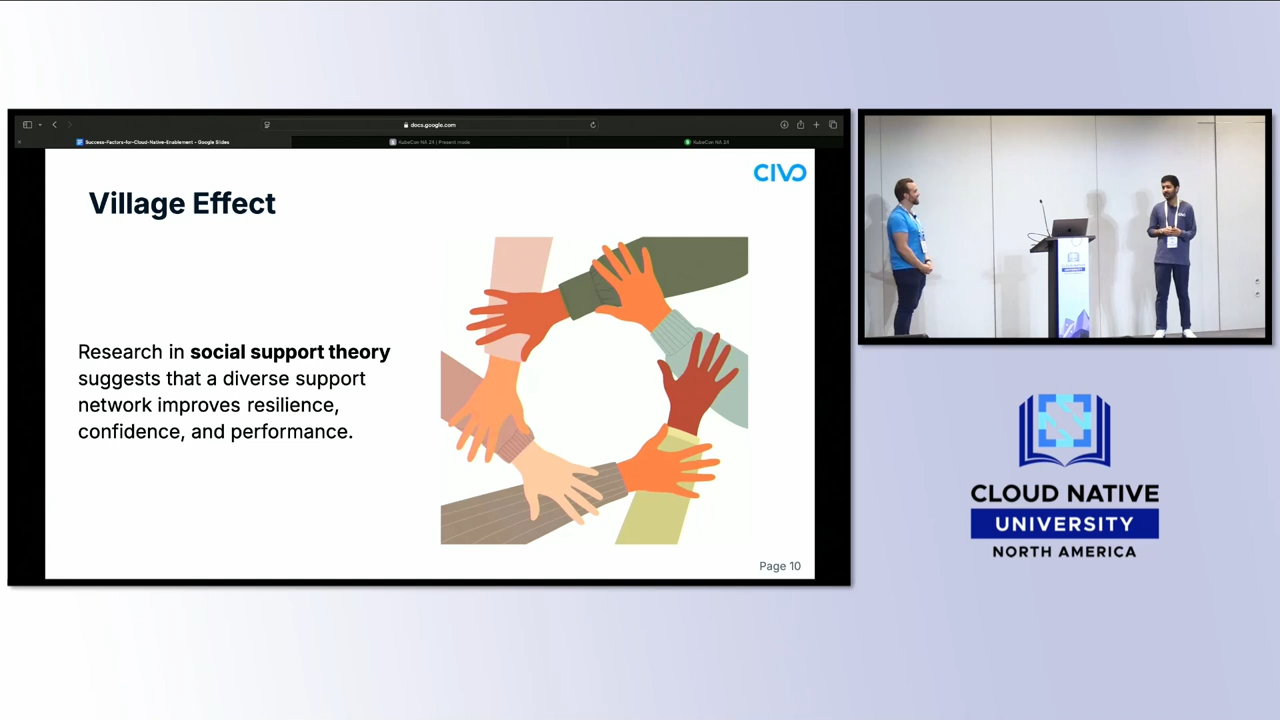 docs.google.com
Success-Factors-for-Cloud-Native-Enablement - Google Slides
KubeCon NA 24 | Present mode
KubeCon NA 24
CIVO
Village Effect
Research in social support theory
suggests that a diverse support
network improves resilience,
confidence, and performance.
Page 10
CLOUD NATIVE
UNIVERSITY
NORTH AMERICA